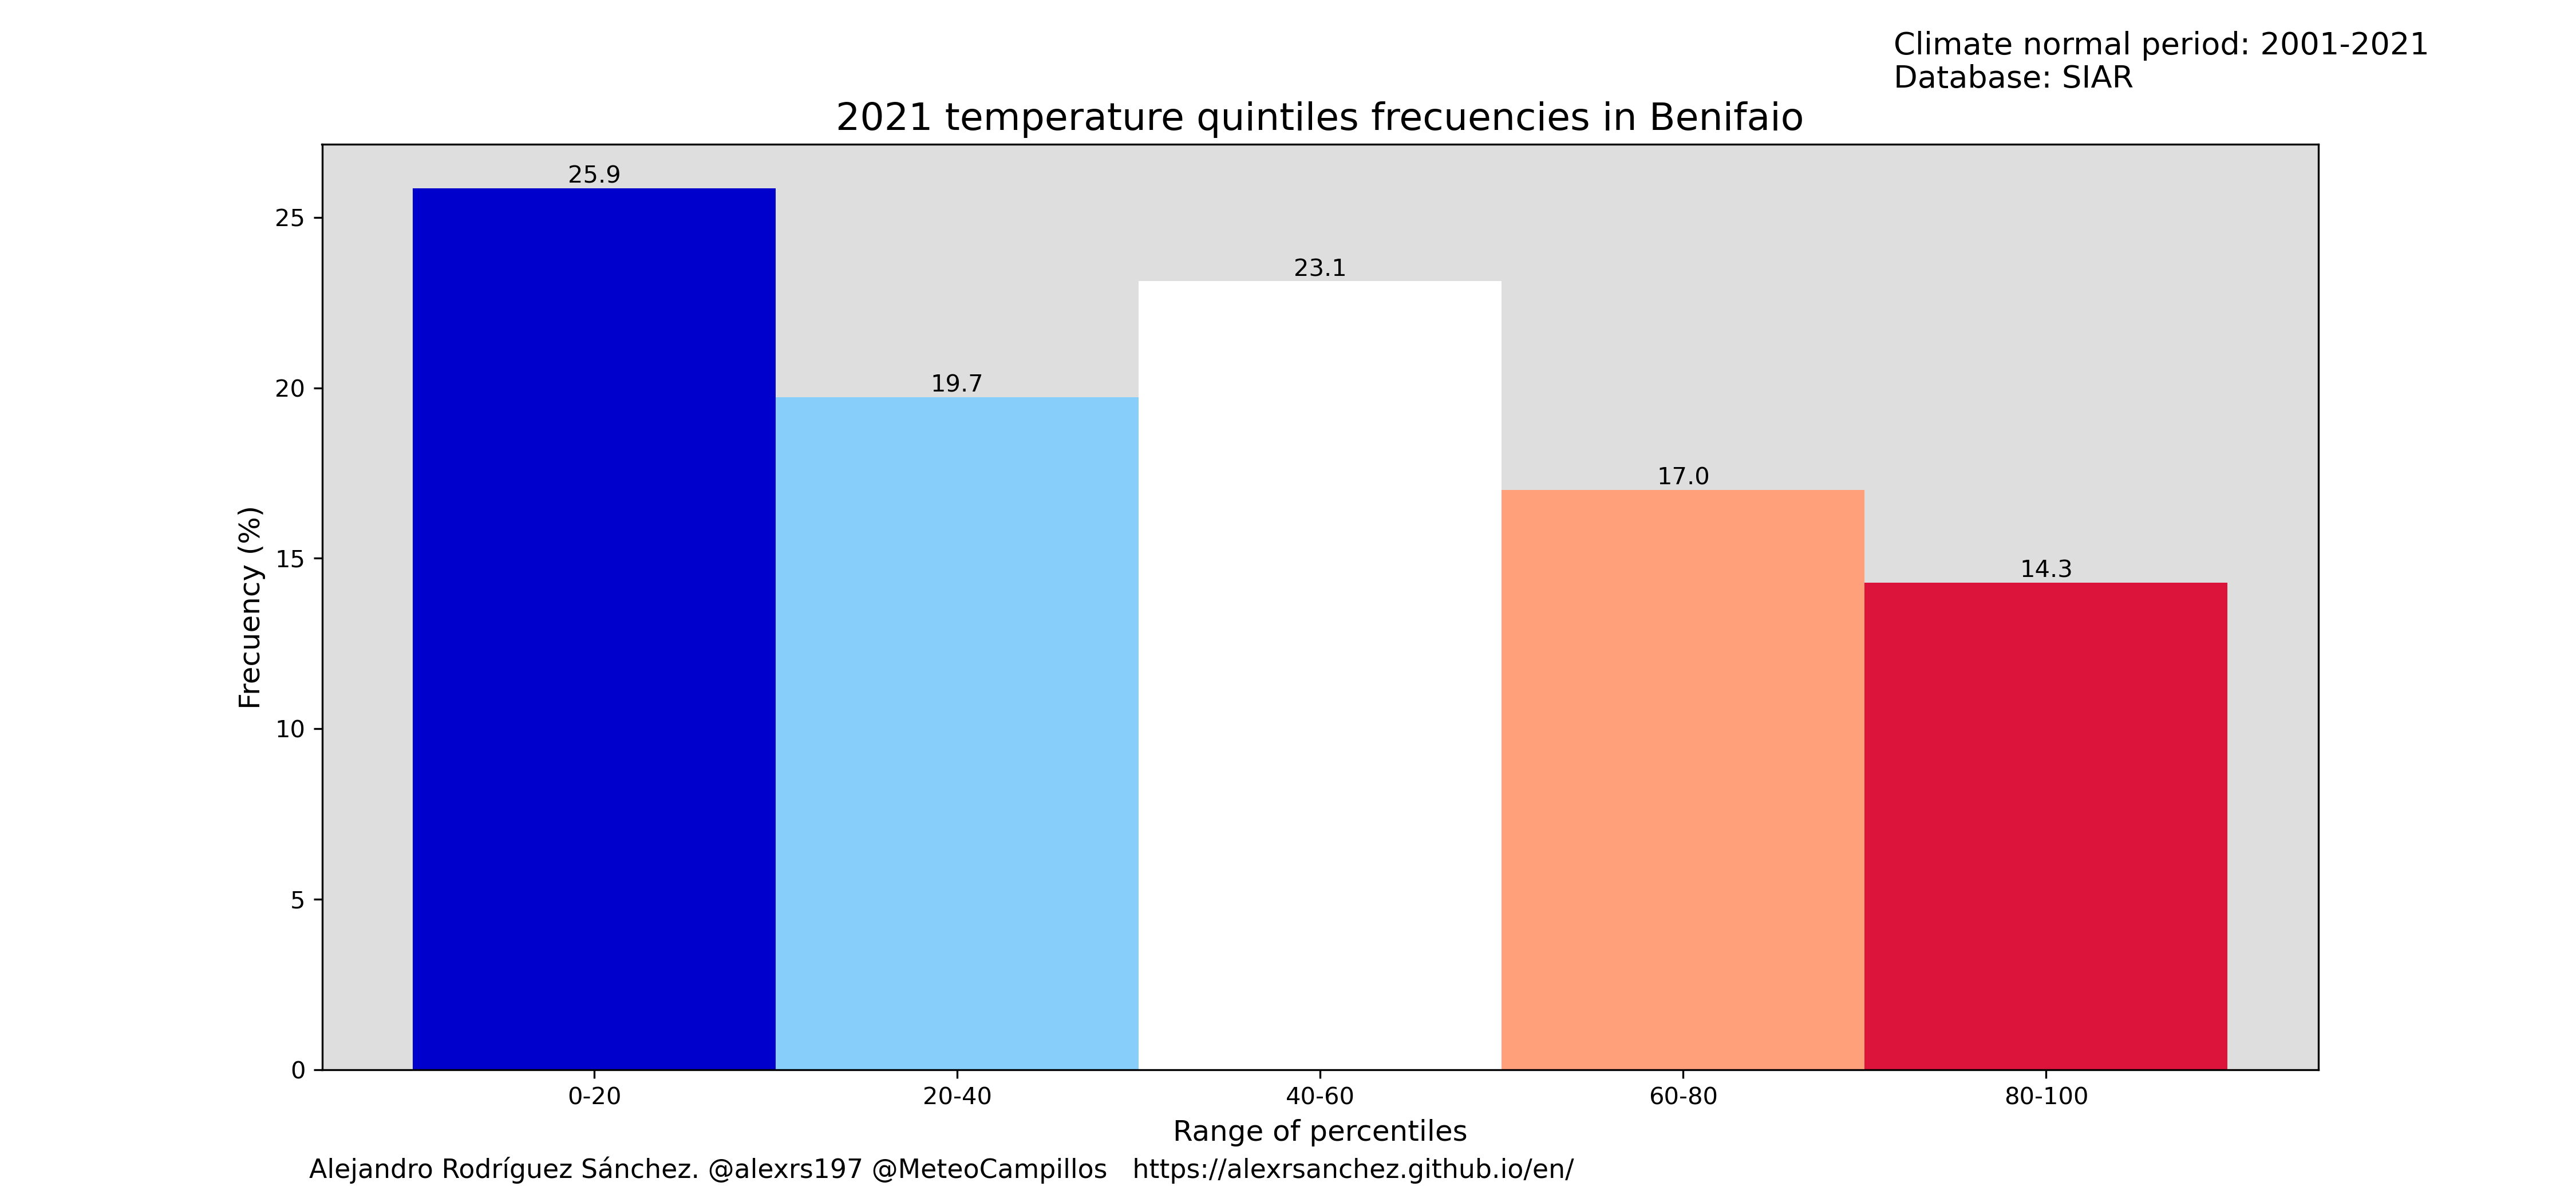 Climate normal period: 2001-2021
Database: SIAR
2021 temperature quintiles frecuencies in Benifaio
25.9
23.1
19.7
17.0
14.3
25
20
15
10
5
0
Frecuency (%)
0-20 20-40 40-60 60-80 80-100
Range of percentiles
Alejandro Rodríguez Sánchez. @alexrs197 @MeteoCampillos https://alexrsanchez.github.io/en/